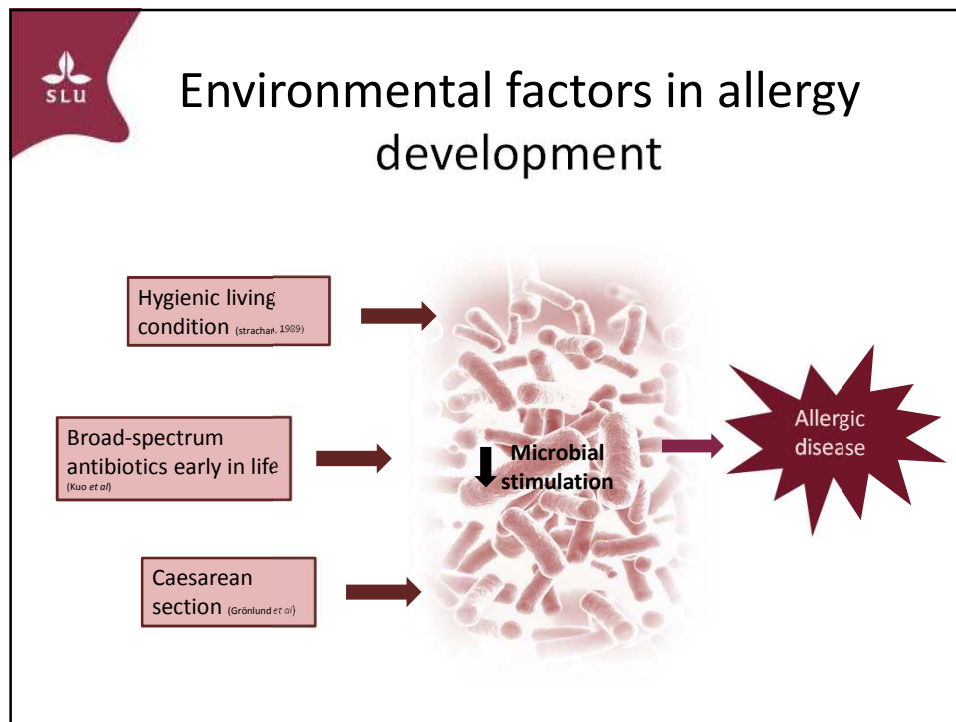 SLU
Environmental factors in allergy
development
Hygienic living
condition (strachan, 1989)
Broad-spectrum
antibiotics early in life
(Kuo et al)
Caesarean
section (Grönlund et al)
Microbial
stimulation
Allergic
disease